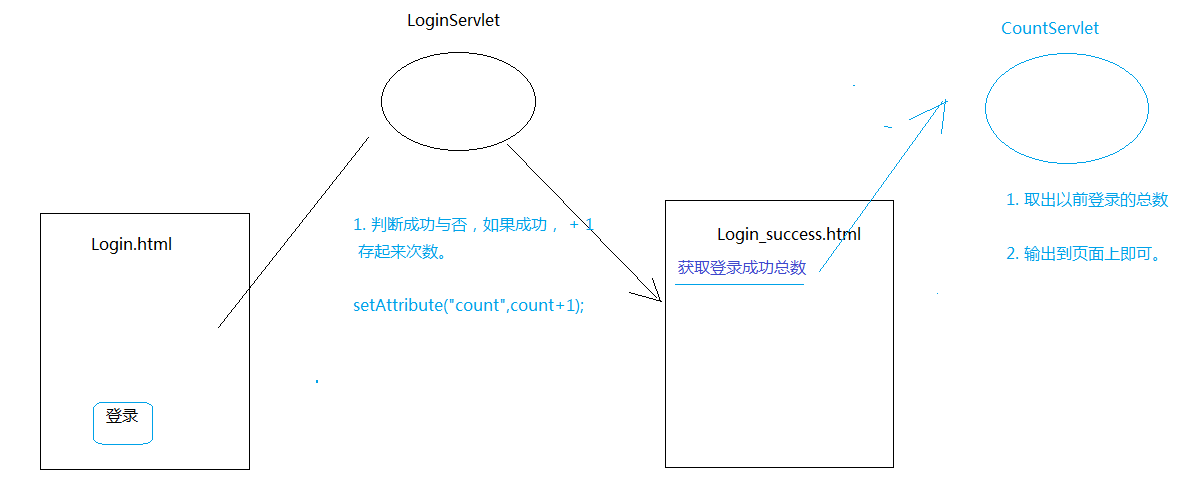 LoginServlet
CountServlet
Login.html
登录
1. 判断成功与否，如果成功， + 1
存起来次数。
setAttribute("count",count+1);
Login_success.html
获取登录成功总数
1. 取出以前登录的总数
2. 输出到页面上即可。